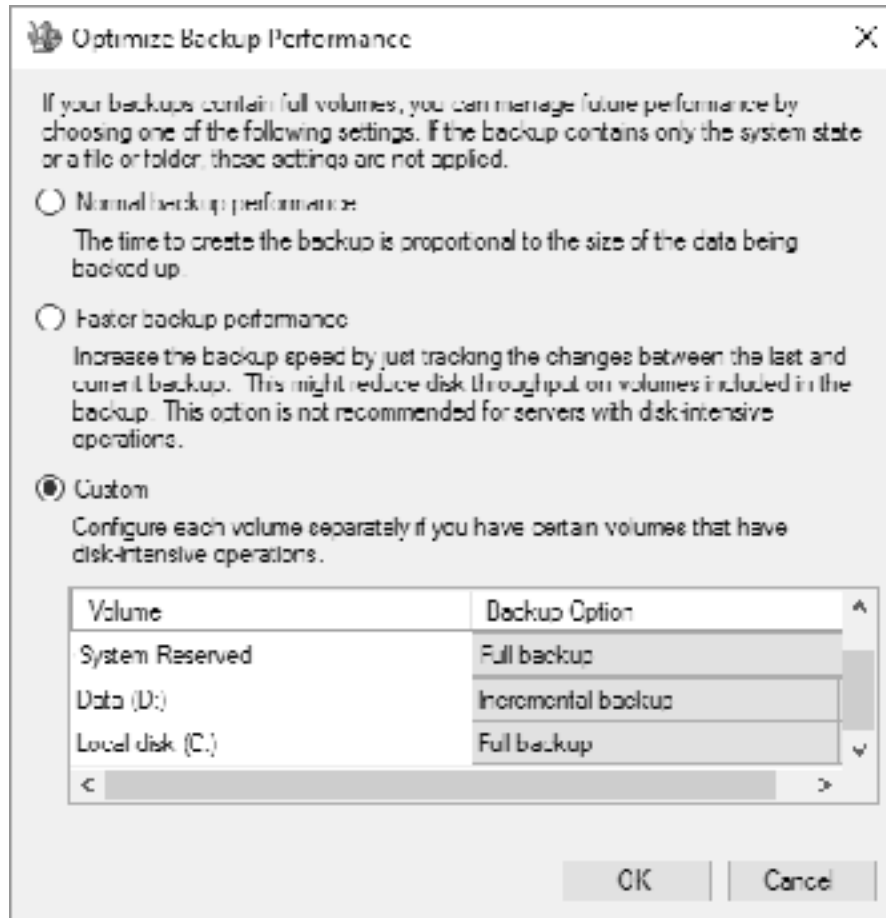 Optimize Backup Performance
If your backups contain full volumes, you can manage future performance by
choosing one of the following settings. If the backup contains only the system state
or a file or folder, these settings are not applied.
Normal backup performance
The time to create the backup is proportional to the size of the data being
backed up.
Faster backup performance
Increase the backup speed by just tracking the changes between the last and
current backup. This might reduce disk throughput on volumes included in the
backup. This option is not recommended for servers with disk-intensive
operations.
Custom
Configure each volume separately if you have certain volumes that have
disk-intensive operations.
Volume Backup Option
System Reserved Full backup
Data (D:) Incremental backup
Local disk (C:) Full backup
OK Cancel